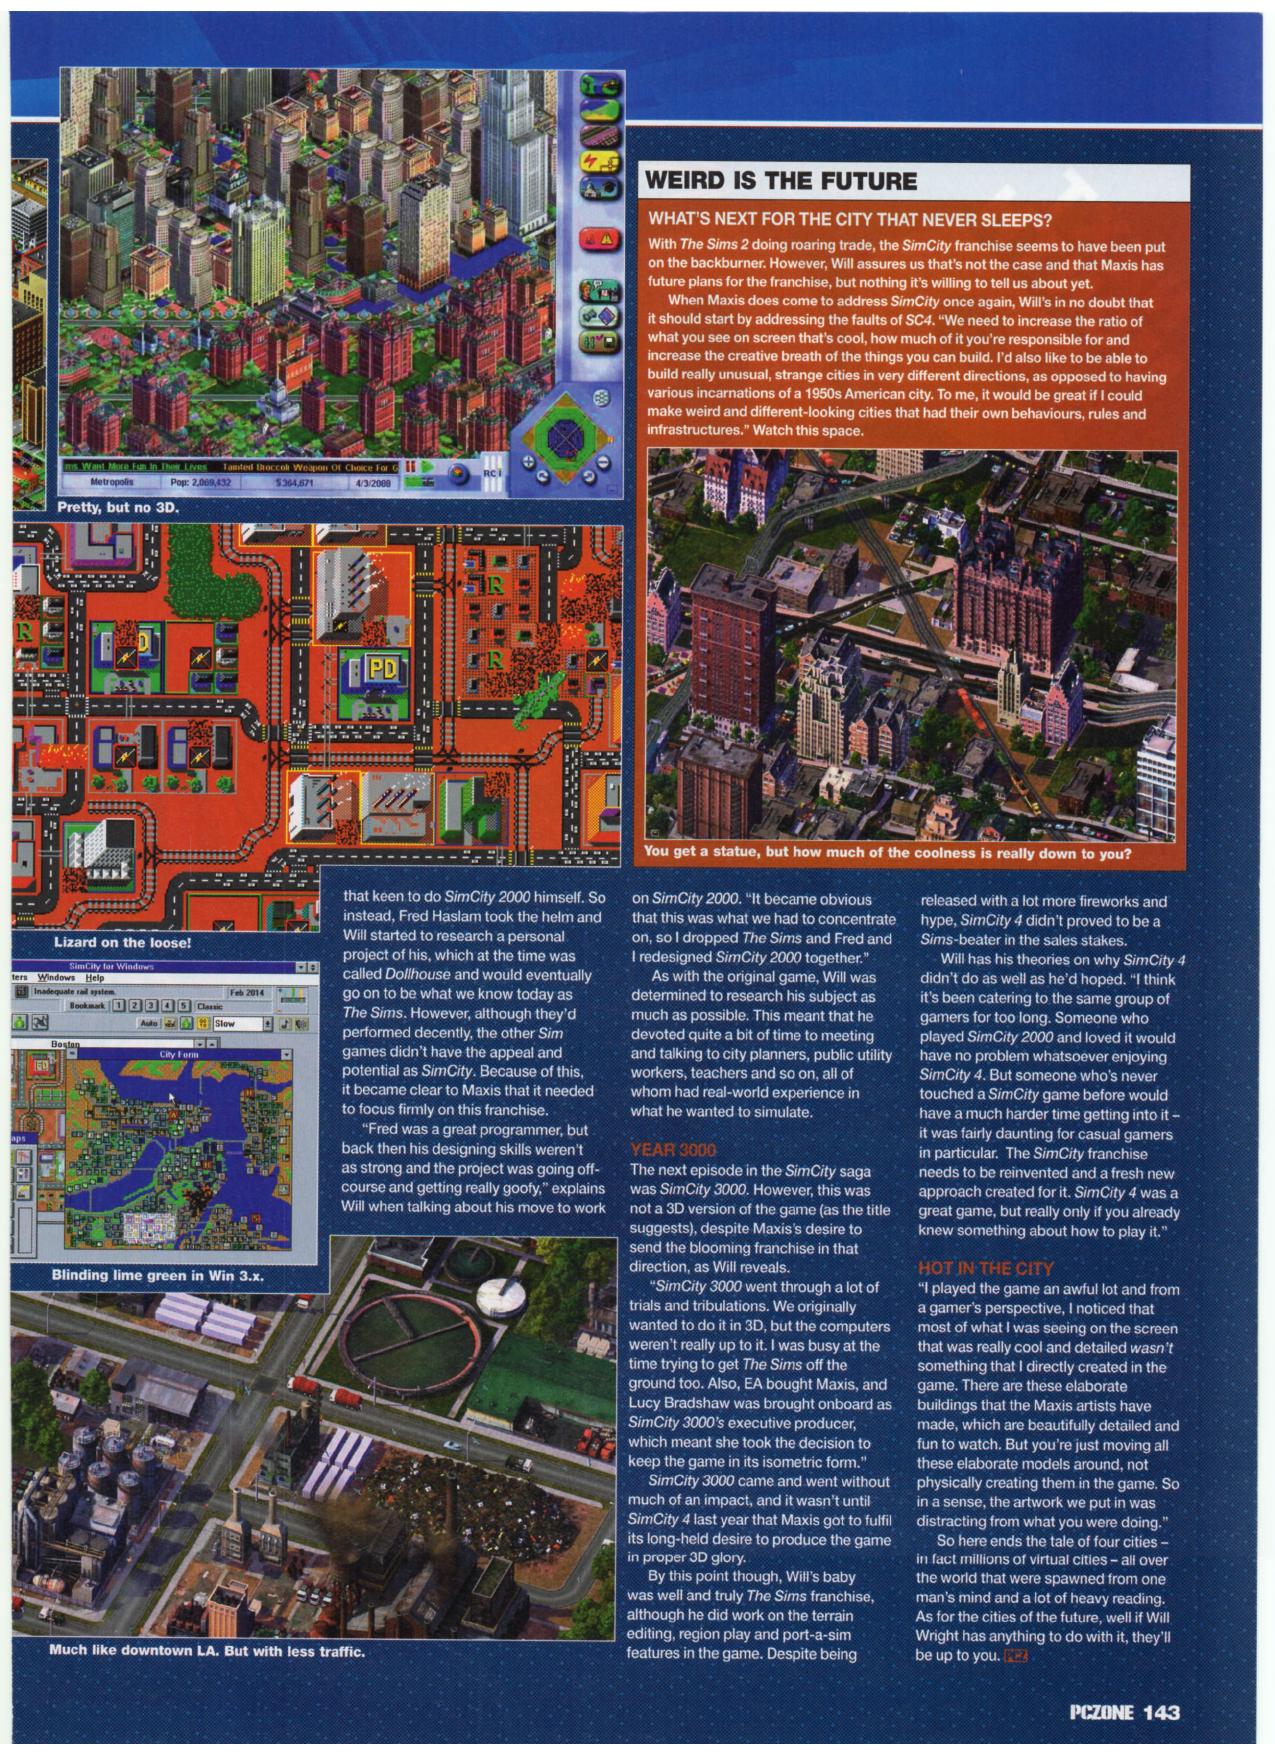 WEIRD IS THE FUTURE
WHAT'S NEXT FOR THE CITY THAT NEVER SLEEPS?
With The Sims 2 doing roaring trade, the SimCity franchise seems to have been put
on the backburner. However, Will assures us that's not the case and that Maxis has
future plans for the franchise, but nothing it's willing to tell us about yet.
When Maxis does come to address SimCity once again, Will's in no doubt that
it should start by addressing the faults of SC4. “We need to increase the ratio of
what you see on screen that's cool, how much of it you're responsible for and
increase the creative breath of the things you can build. I'd also like to be able to
build really unusual, strange cities in very different directions, as opposed to having
various incarnations of a 1950s American city. To me, it would be great if I could
make weird and different-looking cities that had their own behaviours, rules and
infrastructures.” Watch this space.
You get a statue, but how much of the coolness is really down to you?
ms Want More Fun In Their Lives Tainted Broccoli Weapon Of Choice For G
Metropolis Pop: 2,069,432 $364,671 4/3/2088
RCI
Pretty, but no 3D.
R
PD
R
R
Lizard on the loose!
SimCity for Windows
ters Windows Help
Inadequate rail system. Feb 2014
Bookmark 1 2 3 4 5 Classic
Auto Slow
Boston
City Form
aps
Blinding lime green in Win 3.x.
Much like downtown LA. But with less traffic.
that keen to do SimCity 2000 himself. So
instead, Fred Haslam took the helm and
Will started to research a personal
project of his, which at the time was
called Dollhouse and would eventually
go on to be what we know today as
The Sims. However, although they'd
performed decently, the other Sim
games didn't have the appeal and
potential as SimCity. Because of this,
it became clear to Maxis that it needed
to focus firmly on this franchise.
“Fred was a great programmer, but
back then his designing skills weren't
as strong and the project was going off-
course and getting really goofy,” explains
Will when talking about his move to work
on SimCity 2000. “It became obvious
that this was what we had to concentrate
on, so I dropped The Sims and Fred and
I redesigned SimCity 2000 together.”
As with the original game, Will was
determined to research his subject as
much as possible. This meant that he
devoted quite a bit of time to meeting
and talking to city planners, public utility
workers, teachers and so on, all of
whom had real-world experience in
what he wanted to simulate.
YEAR 3000
The next episode in the SimCity saga
was SimCity 3000. However, this was
not a 3D version of the game (as the title
suggests), despite Maxis's desire to
send the blooming franchise in that
direction, as Will reveals.
“SimCity 3000 went through a lot of
trials and tribulations. We originally
wanted to do it in 3D, but the computers
weren't really up to it. I was busy at the
time trying to get The Sims off the
ground too. Also, EA bought Maxis, and
Lucy Bradshaw was brought onboard as
SimCity 3000's executive producer,
which meant she took the decision to
keep the game in its isometric form.”
SimCity 3000 came and went without
much of an impact, and it wasn't until
SimCity 4 last year that Maxis got to fulfil
its long-held desire to produce the game
in proper 3D glory.
By this point though, Will's baby
was well and truly The Sims franchise,
although he did work on the terrain
editing, region play and port-a-sim
features in the game. Despite being
released with a lot more fireworks and
hype, SimCity 4 didn't proved to be a
Sims-beater in the sales stakes.
Will has his theories on why SimCity 4
didn't do as well as he'd hoped. “I think
it's been catering to the same group of
gamers for too long. Someone who
played SimCity 2000 and loved it would
have no problem whatsoever enjoying
SimCity 4. But someone who's never
touched a SimCity game before would
have a much harder time getting into it –
it was fairly daunting for casual gamers
in particular. The SimCity franchise
needs to be reinvented and a fresh new
approach created for it. SimCity 4 was a
great game, but really only if you already
knew something about how to play it.”
HOT IN THE CITY
“I played the game an awful lot and from
a gamer's perspective, I noticed that
most of what I was seeing on the screen
that was really cool and detailed wasn't
something that I directly created in the
game. There are these elaborate
buildings that the Maxis artists have
made, which are beautifully detailed and
fun to watch. But you're just moving all
these elaborate models around, not
physically creating them in the game. So
in a sense, the artwork we put in was
distracting from what you were doing.”
So here ends the tale of four cities –
in fact millions of virtual cities – all over
the world that were spawned from one
man's mind and a lot of heavy reading.
As for the cities of the future, well if Will
Wright has anything to do with it, they'll
be up to you. PCZ
PCZONE 143